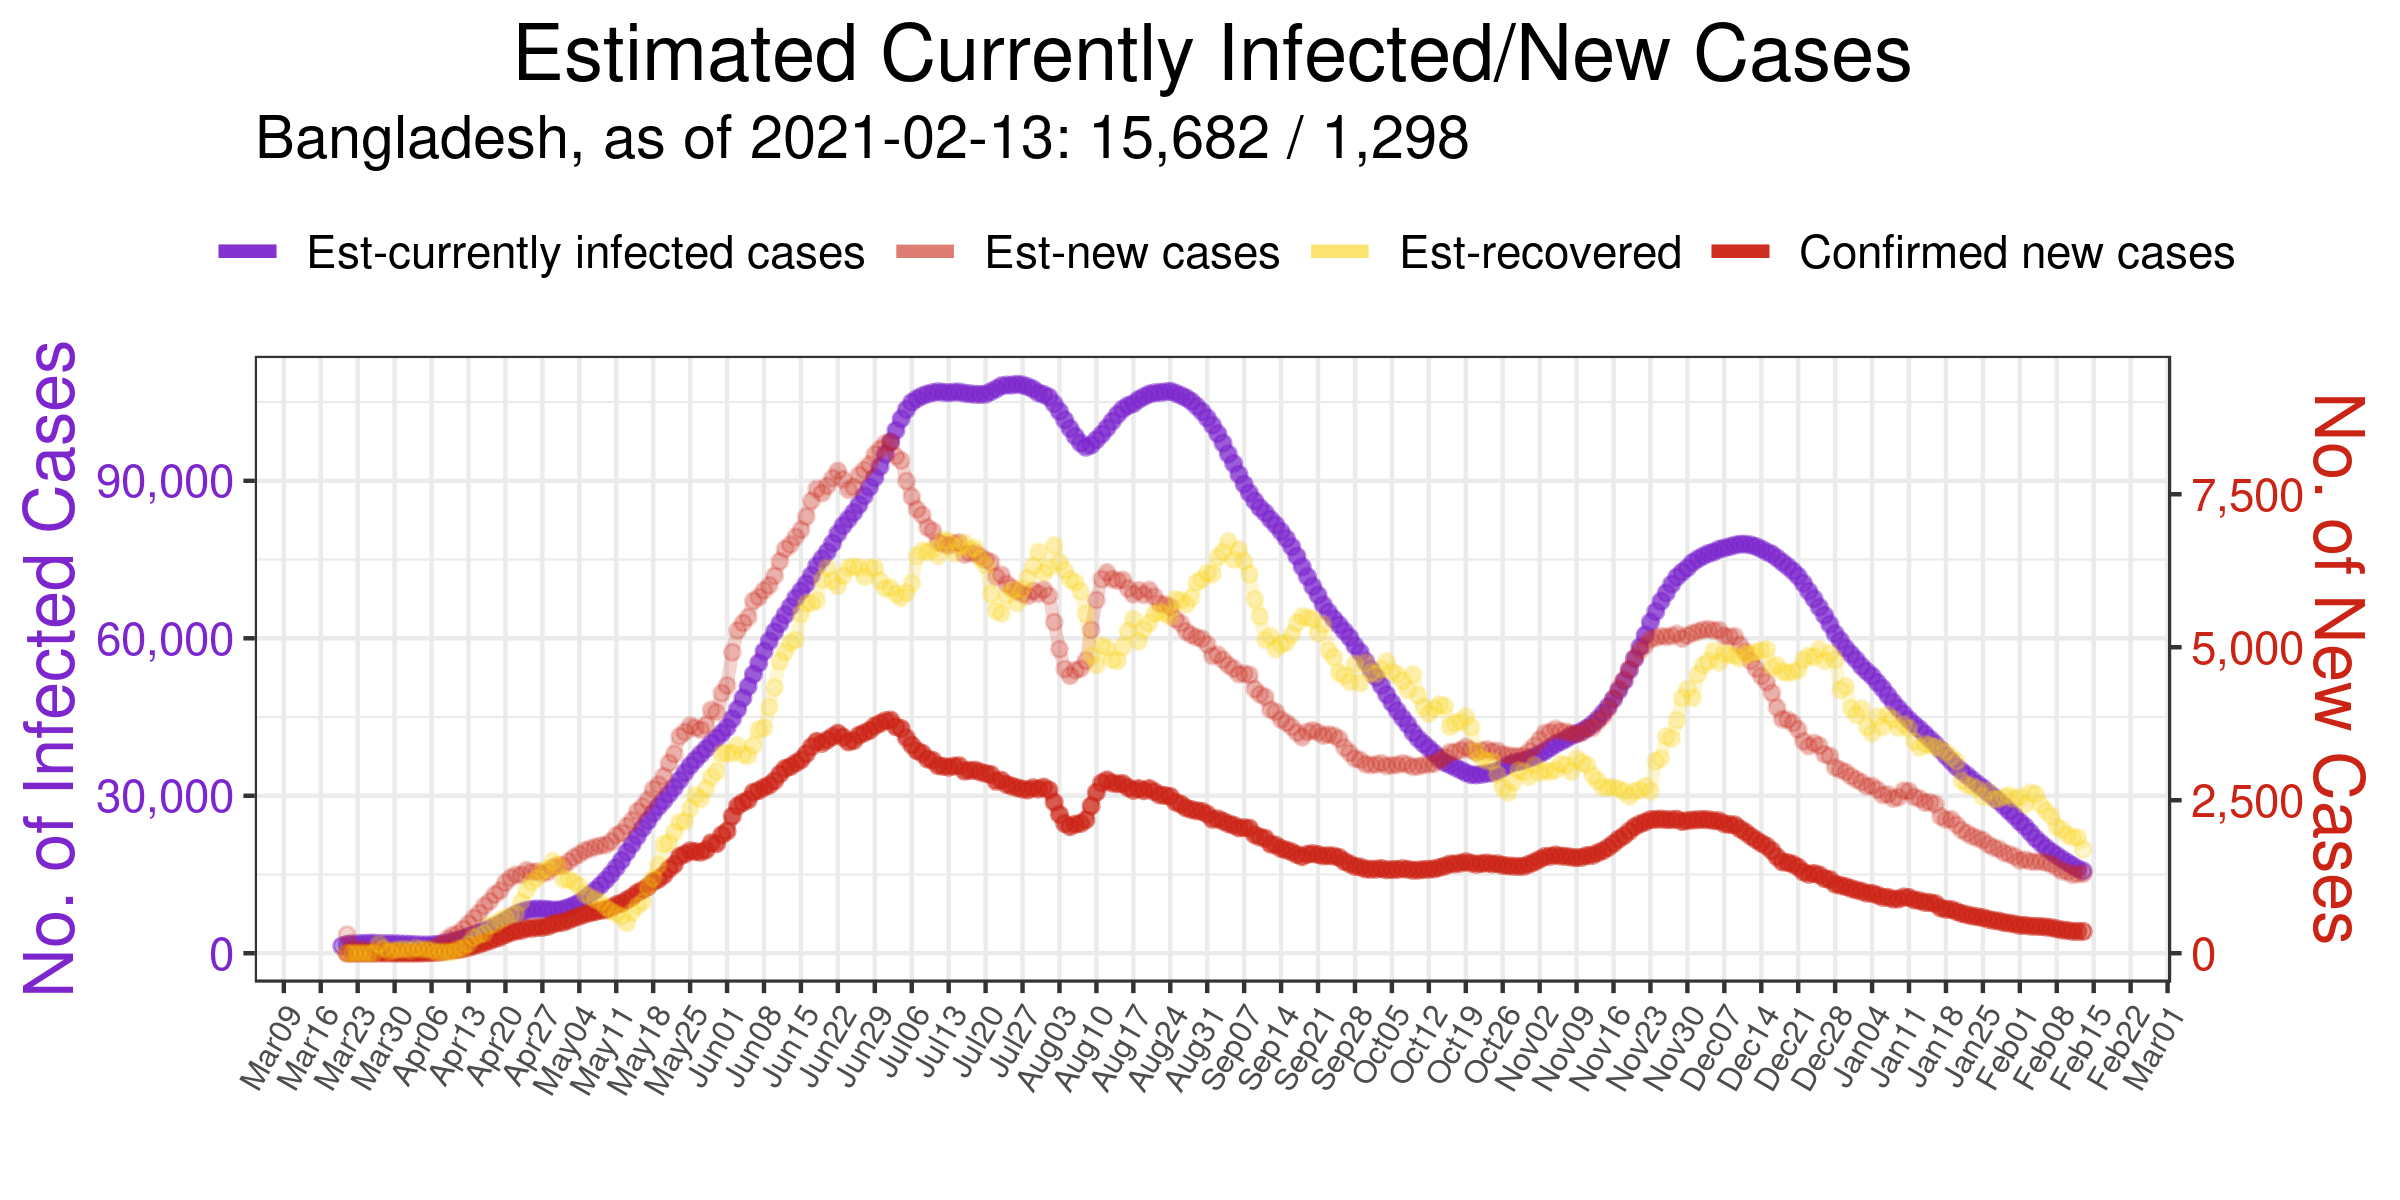 Estimated Currently Infected/New Cases
Bangladesh, as of 2021-02-13: 15,682 / 1,298
Est-currently infected cases Est-new cases Est-recovered Confirmed new cases
No. of Infected Cases
90,000
60,000
30,000
0
No. of New Cases
7,500
5,000
2,500
0
Mar09 Mar16 Mar23 Mar30 Apr06 Apr13 Apr20 Apr27 May04 May11 May18 May25 Jun01 Jun08 Jun15 Jun22 Jun29 Jul06 Jul13 Jul20 Jul27 Aug03 Aug10 Aug17 Aug24 Aug31 Sep07 Sep14 Sep21 Sep28 Oct05 Oct12 Oct19 Oct26 Nov02 Nov09 Nov16 Nov23 Nov30 Dec07 Dec14 Dec21 Dec28 Jan04 Jan11 Jan18 Jan25 Feb01 Feb08 Feb15 Feb22 Mar01